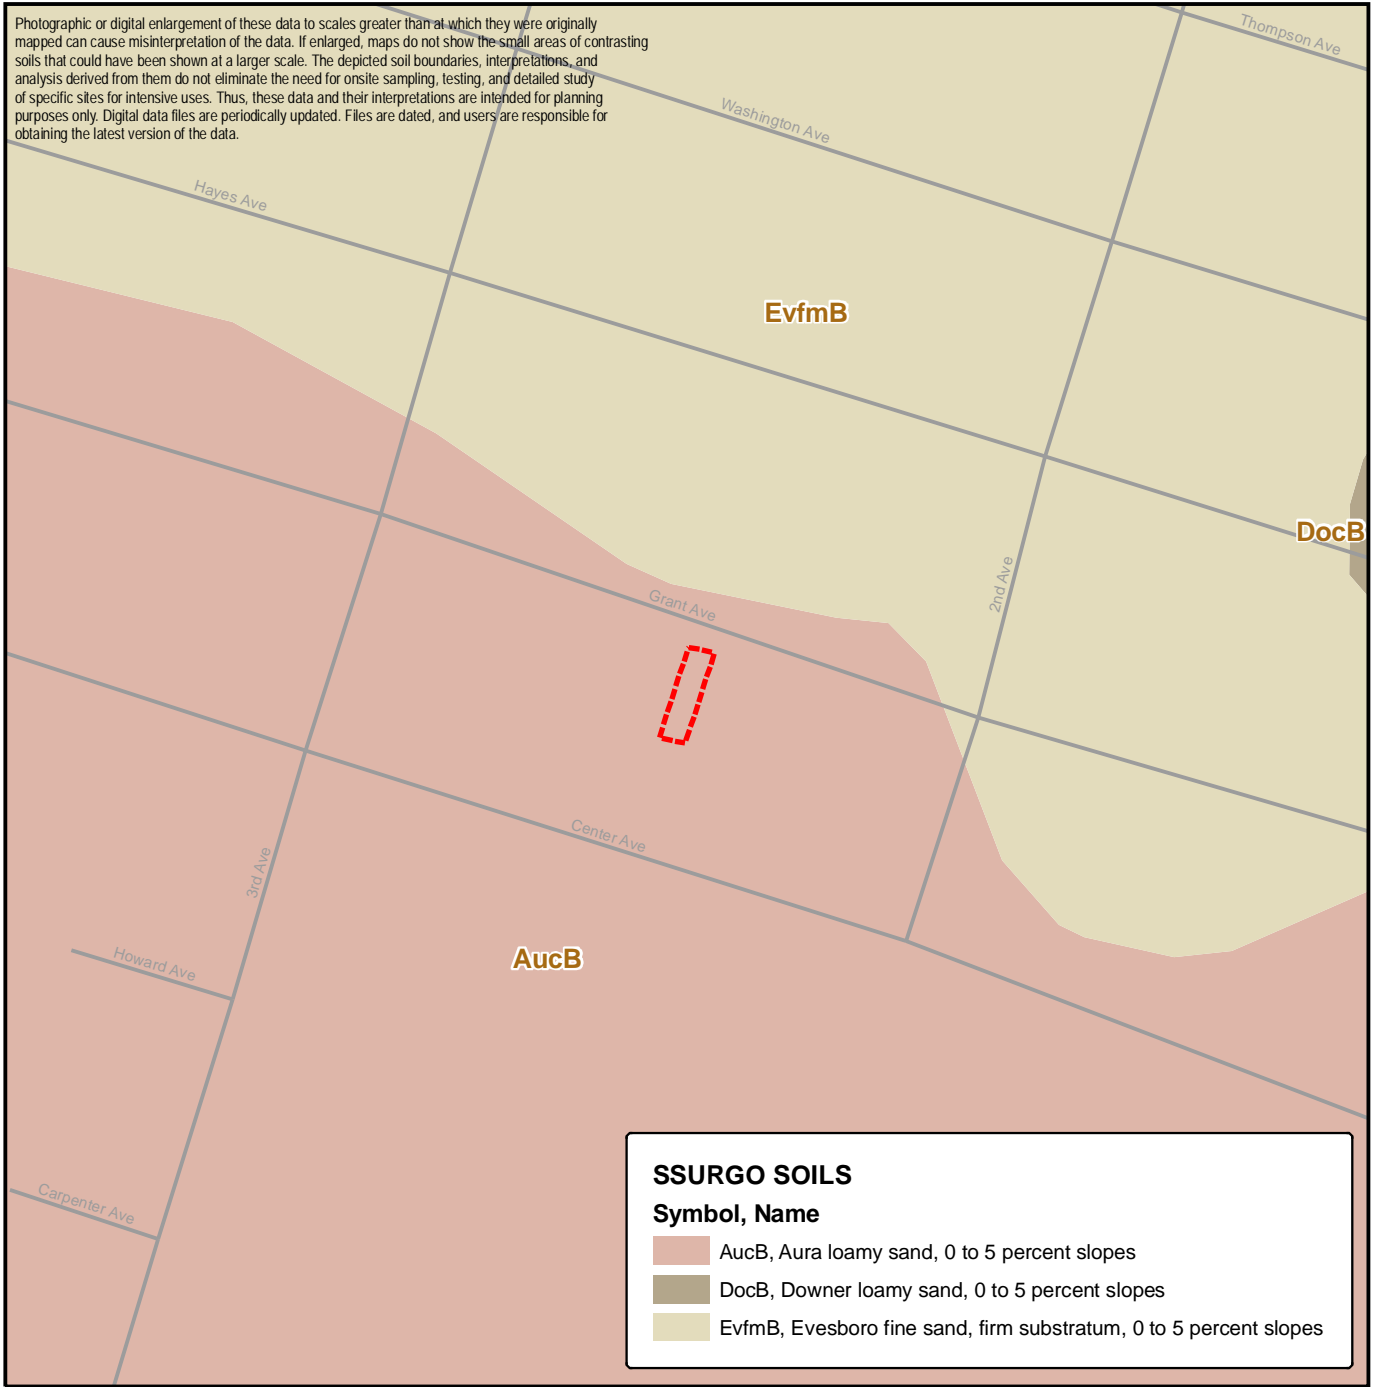 Photographic or digital enlargement of these data to scales greater than at which they were originally
mapped can cause misinterpretation of the data. If enlarged, maps do not show the small areas of contrasting
soils that could have been shown at a larger scale. The depicted soil boundaries, interpretations, and
analysis derived from them do not eliminate the need for onsite sampling, testing, and detailed study
of specific sites for intensive uses. Thus, these data and their interpretations are intended for planning
purposes only. Digital data files are periodically updated. Files are dated, and users are responsible for
obtaining the latest version of the data.
Thompson Ave
Washington Ave
Hayes Ave
EvfmB
DocB
2nd Ave
Grant Ave
Center Ave
3rd Ave
Howard Ave
AucB
Carpenter Ave
SSURGO SOILS
Symbol, Name
AucB, Aura loamy sand, 0 to 5 percent slopes
DocB, Downer loamy sand, 0 to 5 percent slopes
EvfmB, Evesboro fine sand, firm substratum, 0 to 5 percent slopes